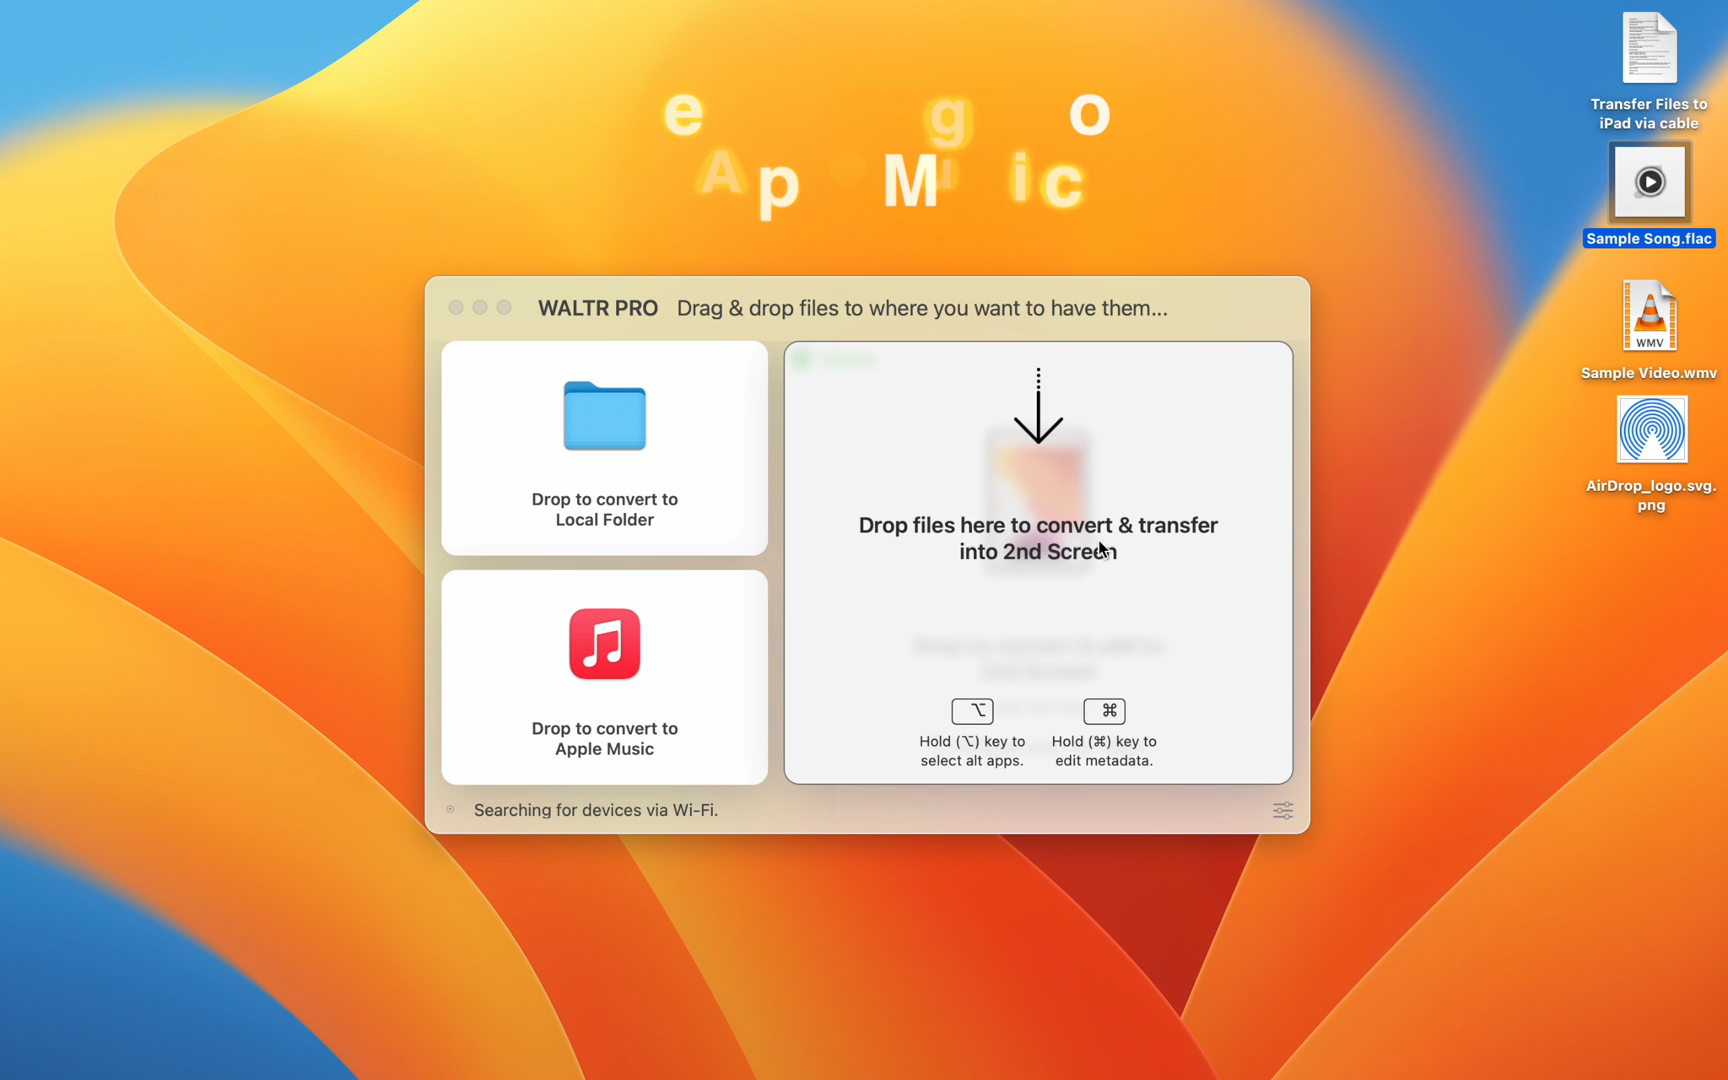 e g o
A p M u i c
Transfer Files to
iPad via cable
Sample Song.flac
WMV
Sample Video.wmv
AirDrop_logo.svg.
png
WALTR PRO Drag & drop files to where you want to have them...
Drop to convert to
Local Folder
Drop to convert to
Apple Music
Drop files here to convert & transfer
into 2nd Screen
⌥ ⌘
Hold (⌥) key to
select alt apps.
Hold (⌘) key to
edit metadata.
Searching for devices via Wi-Fi.